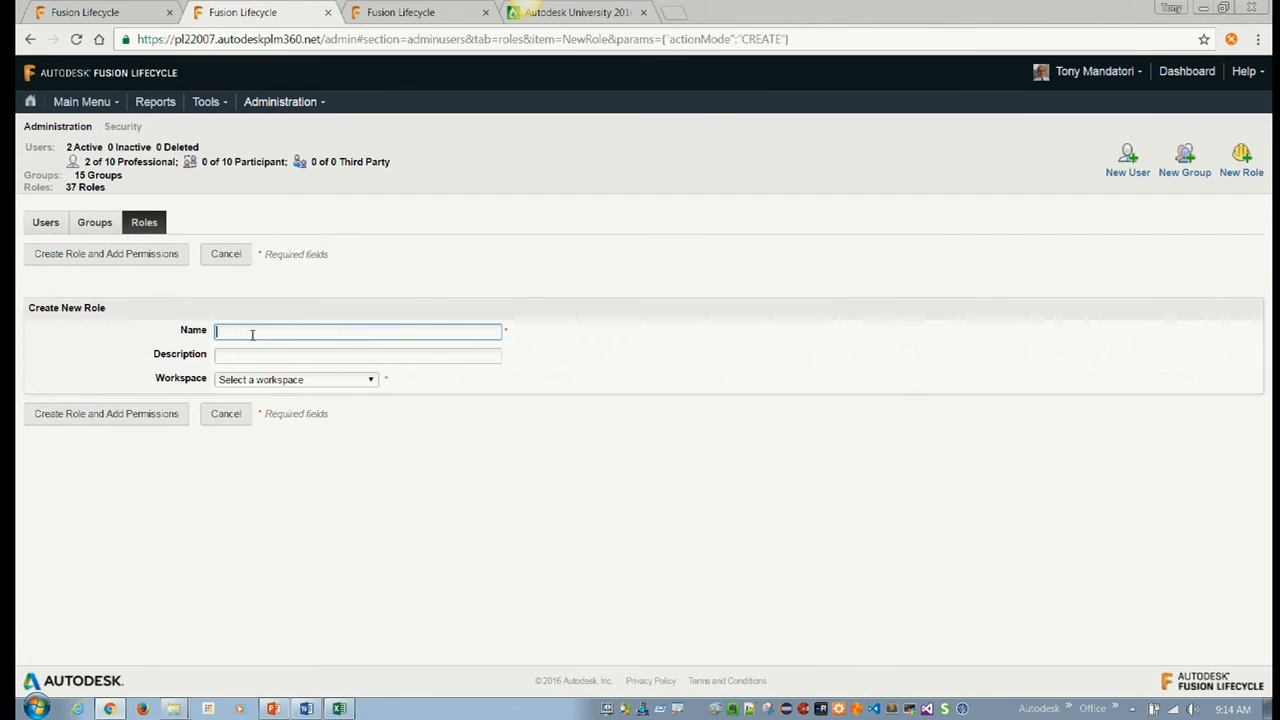 Fusion Lifecycle
Fusion Lifecycle
Fusion Lifecycle
Autodesk University 201
Tony
https://pl22007.autodeskplm360.net/admin#section=adminusers&tab=roles&item=NewRole&params={"actionMode":"CREATE"}
AUTODESK® FUSION LIFECYCLE
Tony Mandatori Dashboard Help
Main Menu Reports Tools Administration
Administration Security
Users: 2 Active 0 Inactive 0 Deleted
2 of 10 Professional; 0 of 10 Participant; 0 of 0 Third Party
Groups: 15 Groups
Roles: 37 Roles
New User New Group New Role
Users Groups Roles
Create Role and Add Permissions Cancel * Required fields
Create New Role
Name *
Description
Workspace Select a workspace *
Create Role and Add Permissions Cancel * Required fields
AUTODESK.
© 2016 Autodesk, Inc. Privacy Policy Terms and Conditions
AUTODESK®
FUSION LIFECYCLE
Autodesk » Office » 9:14 AM